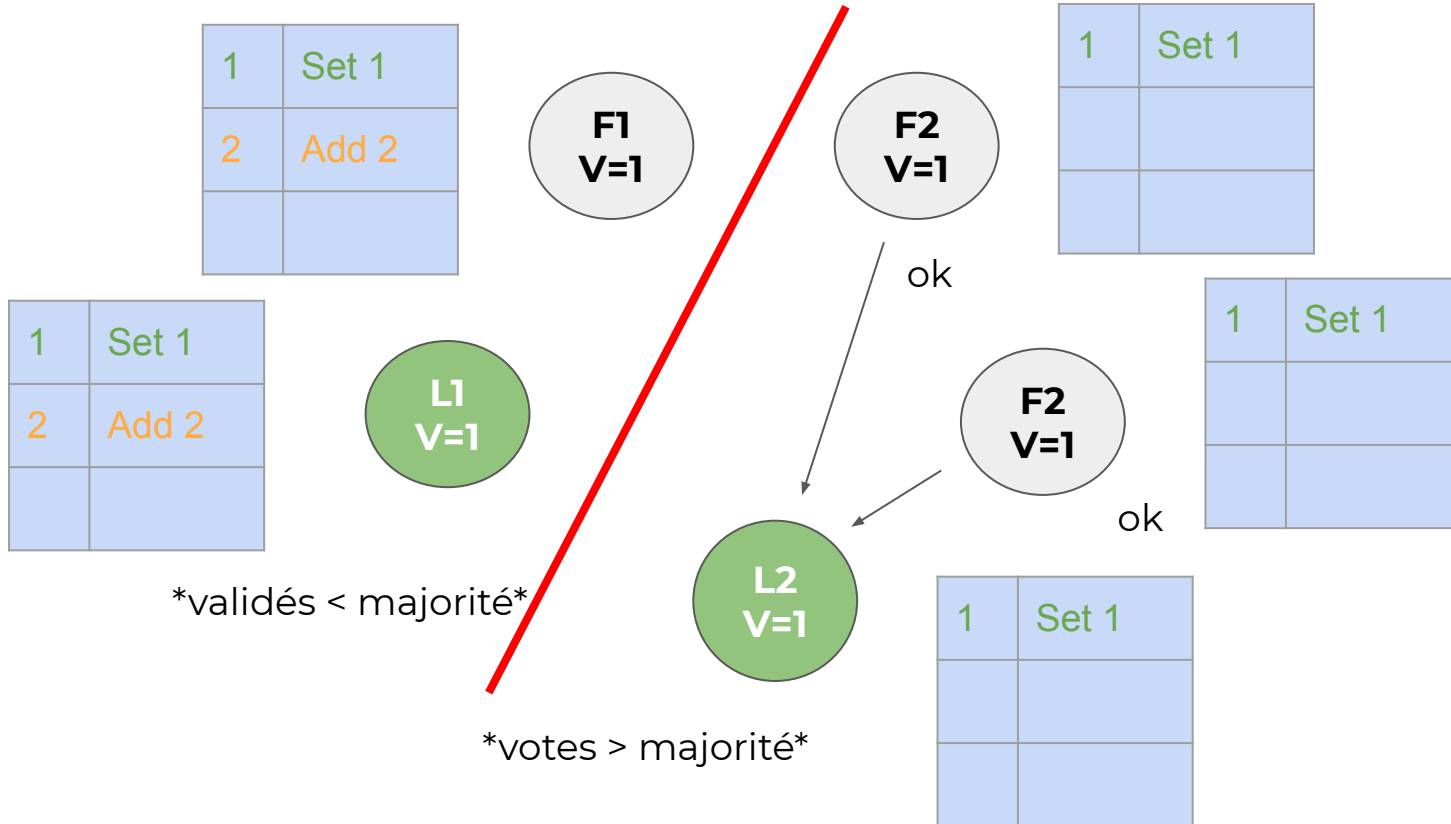 1 Set 1
2 Add 2
F1
V=1
F2
V=1
1 Set 1
ok
1 Set 1
2 Add 2
L1
V=1
F2
V=1
1 Set 1
ok
*validés < majorité*
L2
V=1
1 Set 1
*votes > majorité*